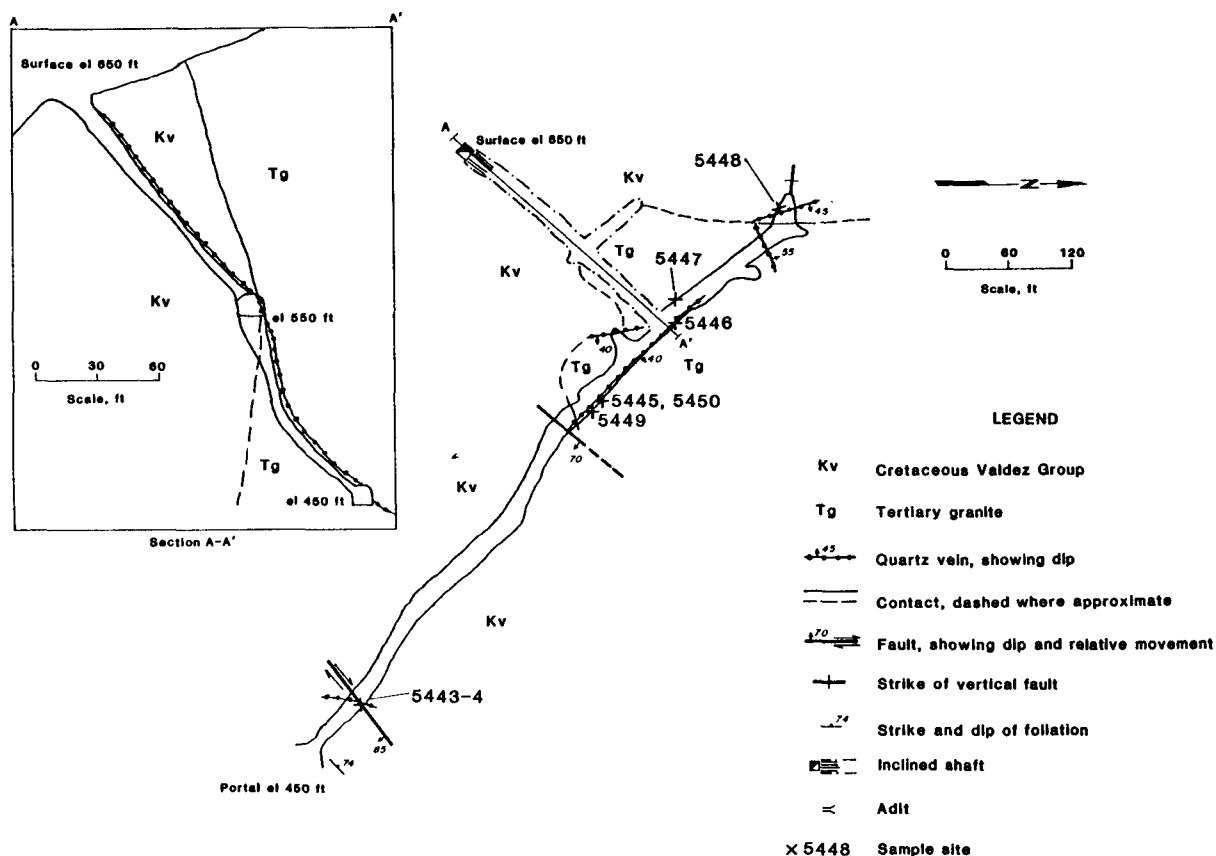 A
A'
Surface el 650 ft
Kv
Tg
Kv
el 550 ft
0 30 60
Scale, ft
Tg
el 450 ft
Section A-A'
A
Surface el 650 ft
Kv
5448
45
Tg
55
Kv
5447
5446
A'
40
40
Tg
Tg
5445, 5450
5449
70
Kv
Kv
5443-4
85
74
Portal el 450 ft
N
0 60 120
Scale, ft
LEGEND
Kv Cretaceous Valdez Group
Tg Tertiary granite
45 Quartz vein, showing dip
Contact, dashed where approximate
70 Fault, showing dip and relative movement
Strike of vertical fault
74 Strike and dip of foliation
Inclined shaft
Adit
× 5448 Sample site